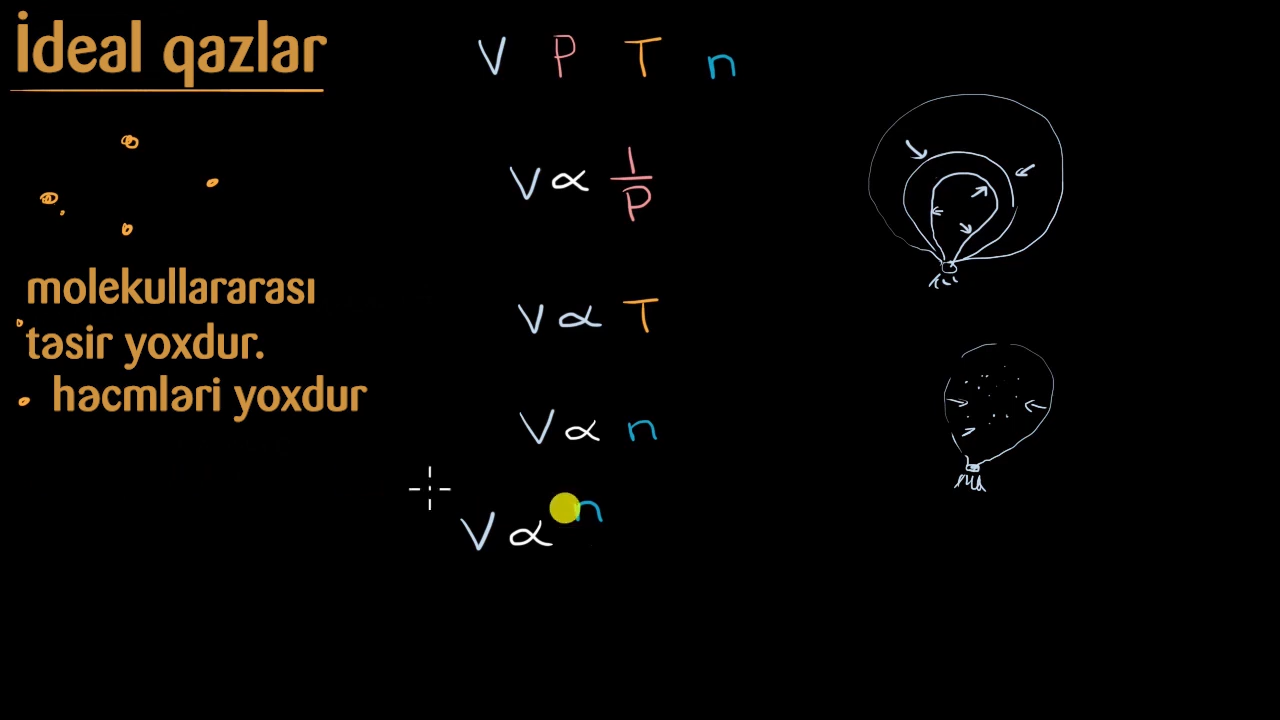 İdeal qazlar
V P T n
V ∝ 1/P
V ∝ T
V ∝ n
V ∝ n
molekullararası
təsir yoxdur.
həcmləri yoxdur